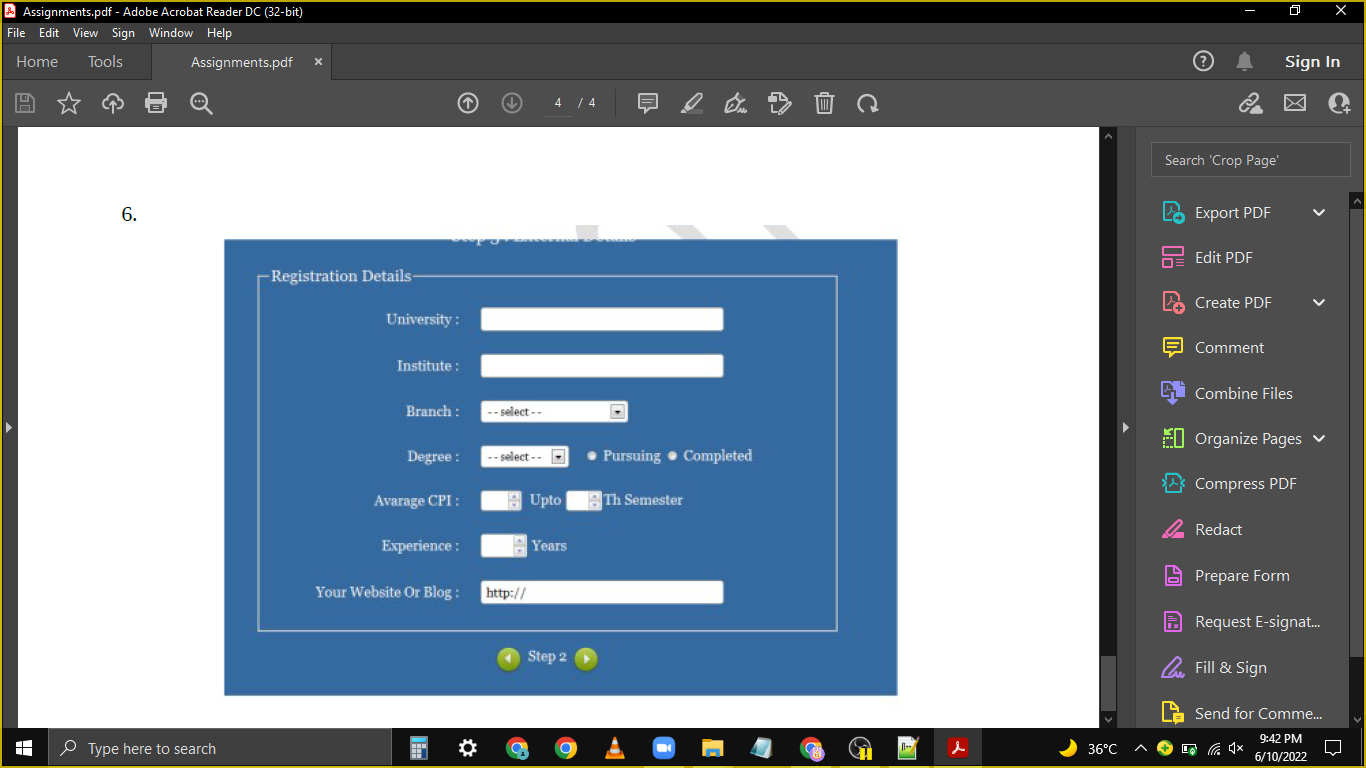 Assignments.pdf - Adobe Acrobat Reader DC (32-bit)
File Edit View Sign Window Help
Home Tools Assignments.pdf × Sign In
4 / 4
Search 'Crop Page'
Export PDF
Edit PDF
Create PDF
Comment
Combine Files
Organize Pages
Compress PDF
Redact
Prepare Form
Request E-signat...
Fill & Sign
Send for Comme...
6.
Step 3 : External Details
Registration Details
University :
Institute :
Branch : --select--
Degree : --select-- Pursuing Completed
Avarage CPI : Upto Th Semester
Experience : Years
Your Website Or Blog : http://
Step 2
Type here to search
36°C
9:42 PM
6/10/2022